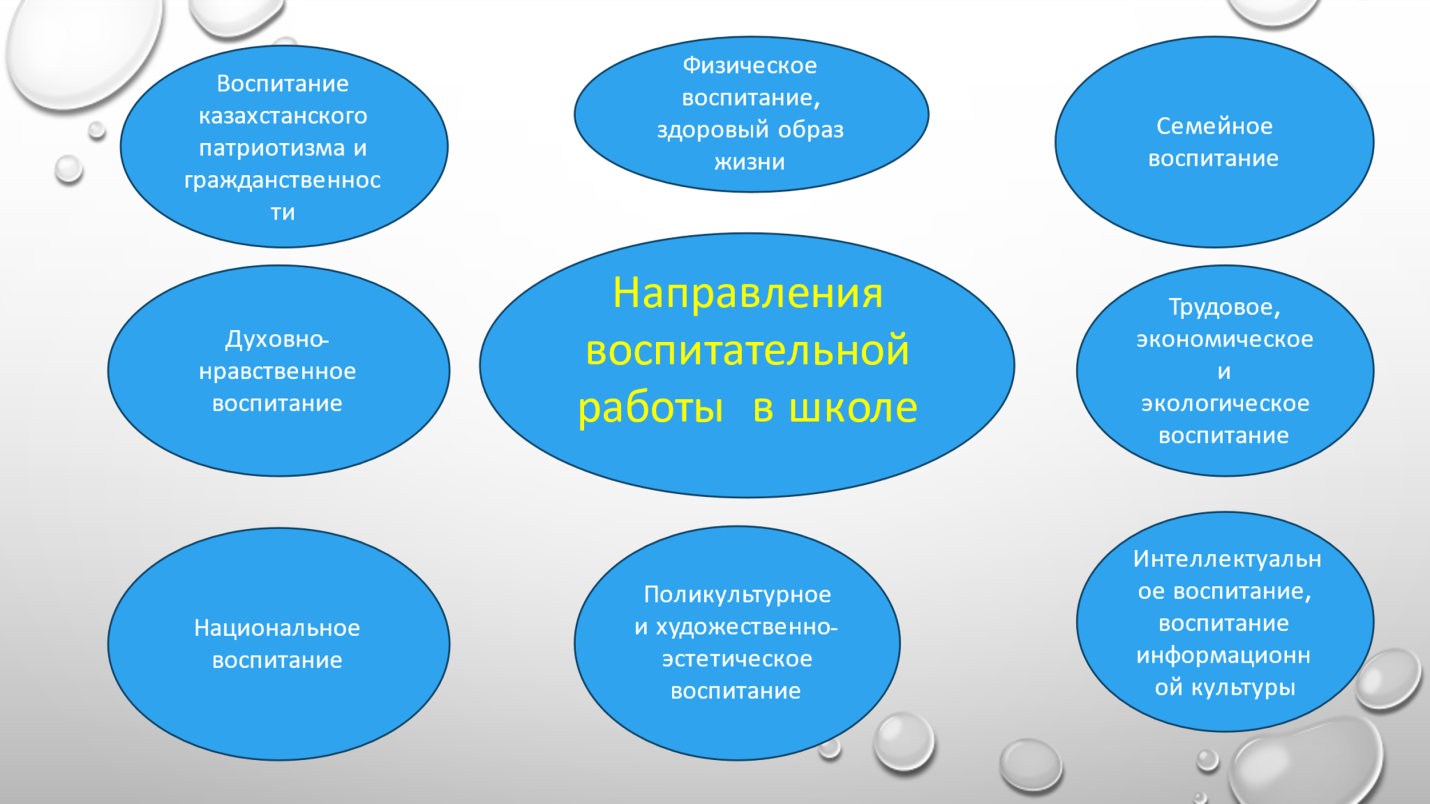 Воспитание
казахстанского
патриотизма и
гражданственнос
ти
Физическое
воспитание,
здоровый образ
жизни
Семейное
воспитание
Духовно-
нравственное
воспитание
Направления
воспитательной
работы в школе
Трудовое,
экономическое
и
экологическое
воспитание
Национальное
воспитание
Поликультурное
и художественно-
эстетическое
воспитание
Интеллектуальн
ое воспитание,
воспитание
информационн
ой культуры